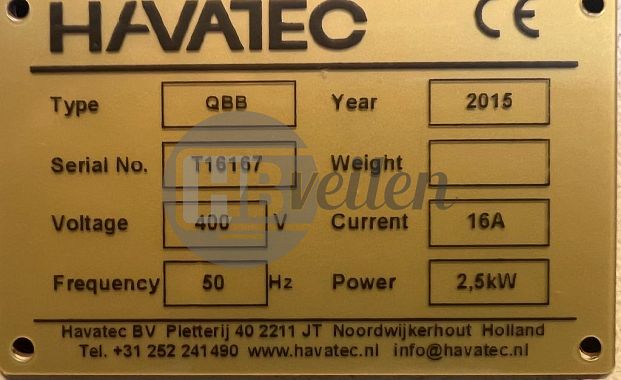 HAVATEC CE
Type QBB Year 2015
Serial No. T16167 Weight
HBvellen
Voltage 400 V Current 16A
Frequency 50 Hz Power 2,5kW
Havatec BV Pletterij 40 2211 JT Noordwijkerhout Holland
Tel. +31 252 241490 www.havatec.nl info@havatec.nl